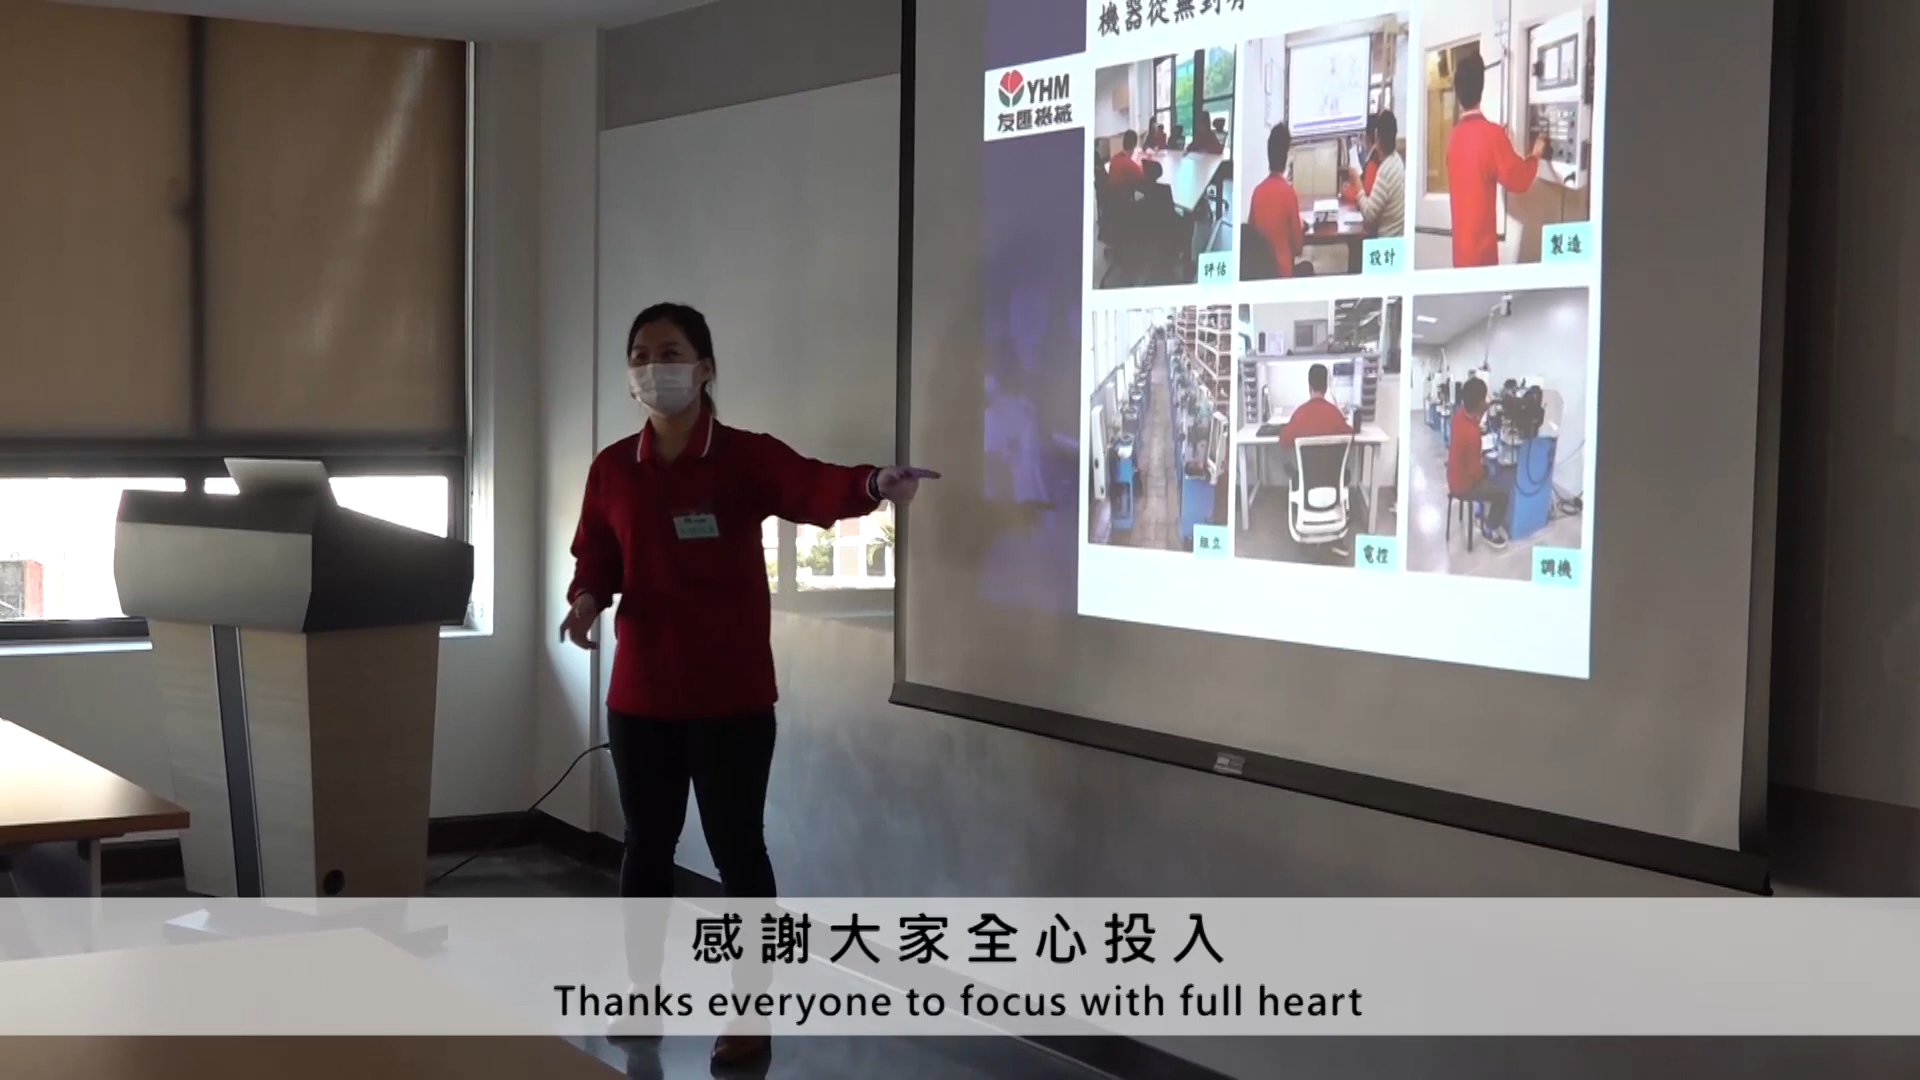 機器從無到有
YHM
友匯機械
評估
設計
製造
組立
電控
調機
感謝大家全心投入
Thanks everyone to focus with full heart